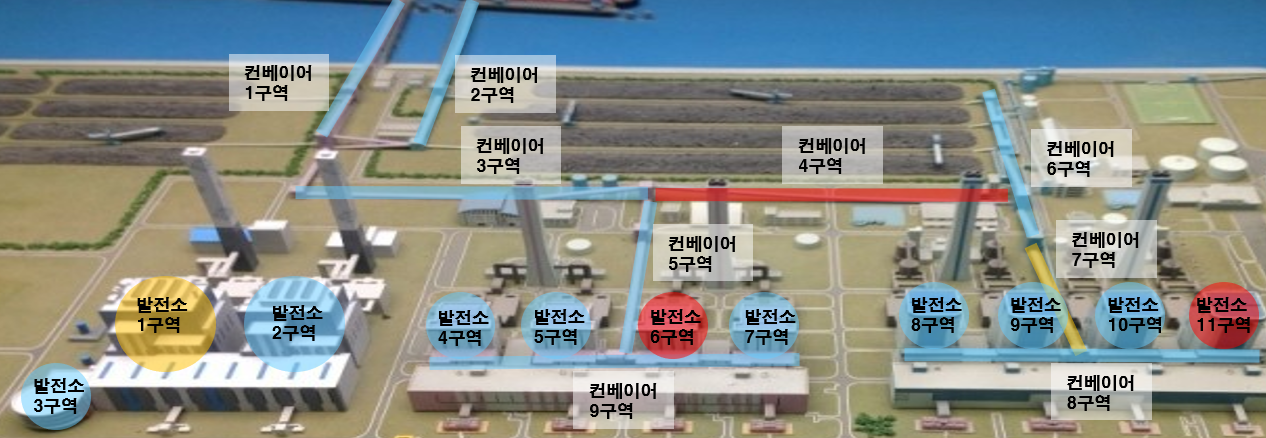 컨베이어
1구역
컨베이어
2구역
컨베이어
3구역
컨베이어
4구역
컨베이어
6구역
컨베이어
5구역
컨베이어
7구역
발전소
1구역
발전소
2구역
발전소
4구역
발전소
5구역
발전소
6구역
발전소
7구역
발전소
8구역
발전소
9구역
발전소
10구역
발전소
11구역
발전소
3구역
컨베이어
9구역
컨베이어
8구역